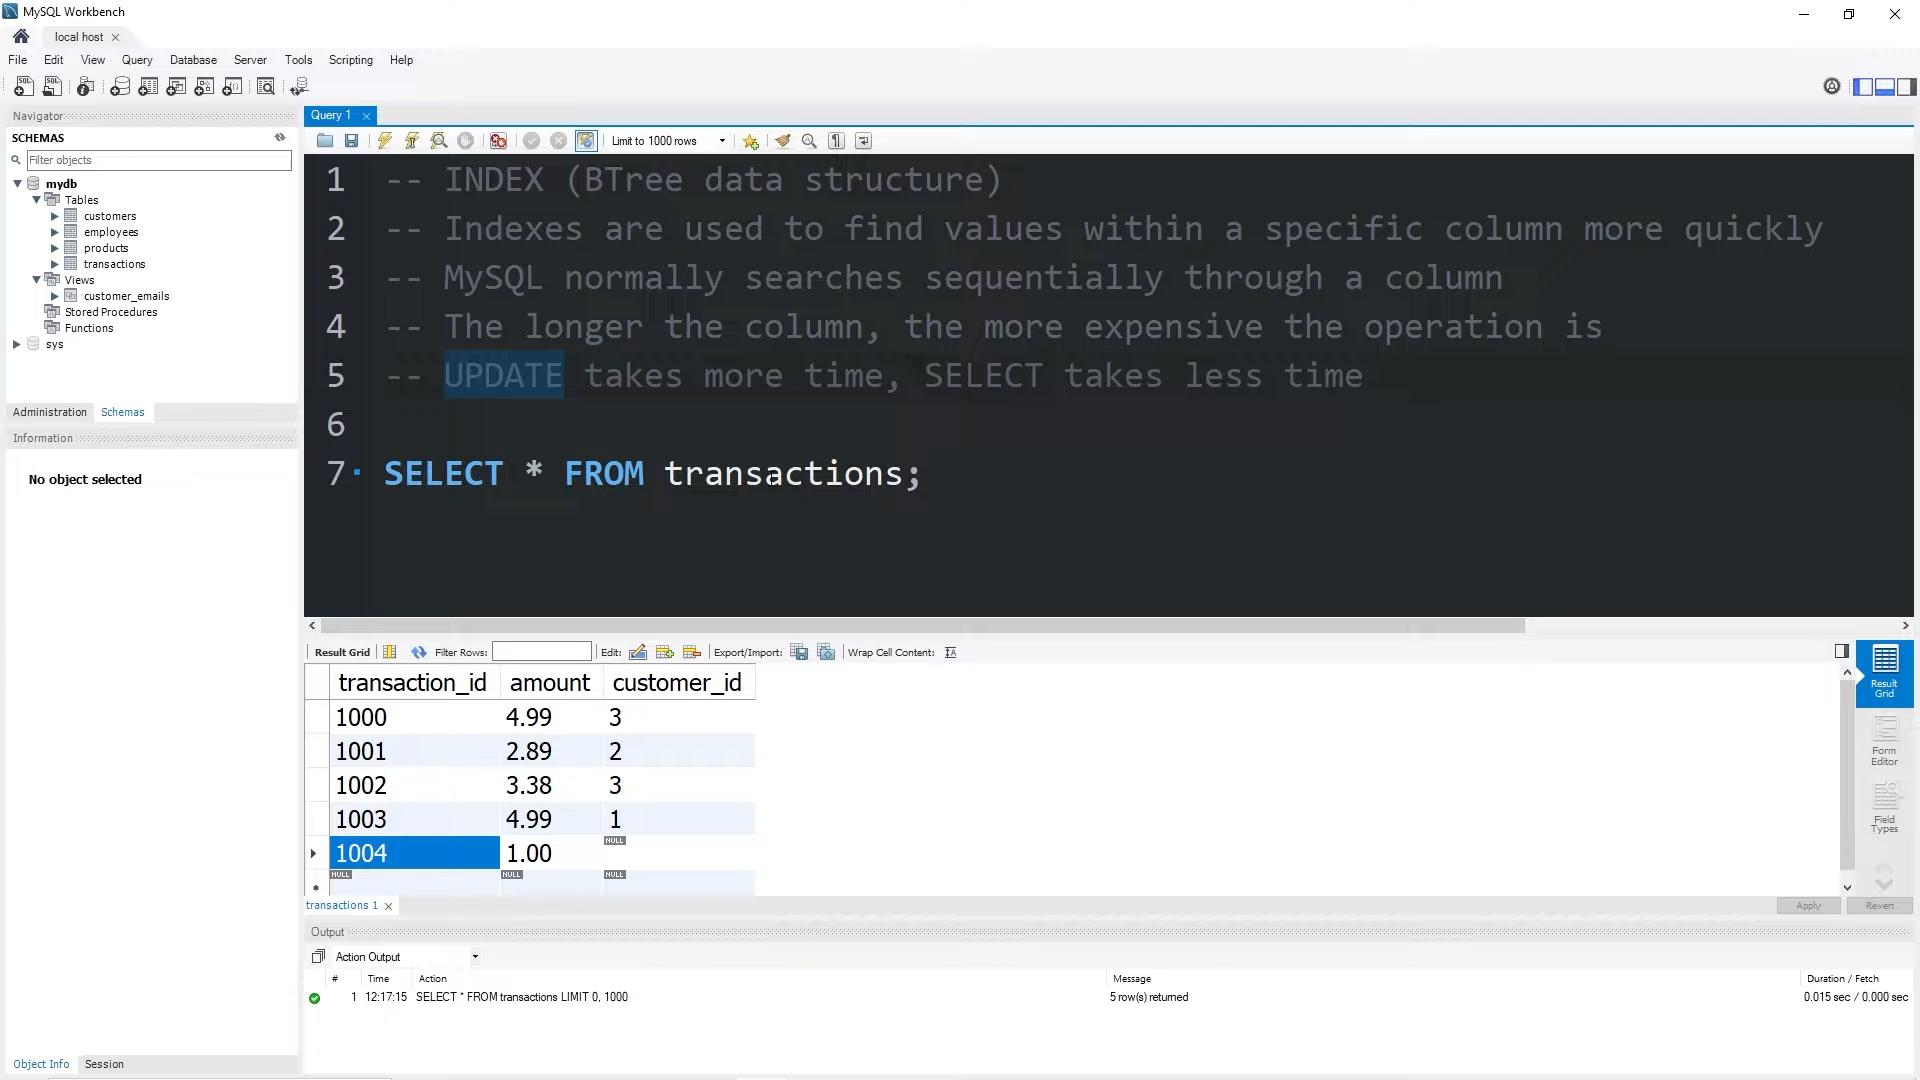 MySQL Workbench
local host
File Edit View Query Database Server Tools Scripting Help
Navigator
SCHEMAS
Filter objects
mydb
Tables
customers
employees
products
transactions
Views
customer_emails
Stored Procedures
Functions
sys
Administration Schemas
Information
No object selected
Object Info Session
Query 1
Limit to 1000 rows
1 -- INDEX (BTree data structure)
2 -- Indexes are used to find values within a specific column more quickly
3 -- MySQL normally searches sequentially through a column
4 -- The longer the column, the more expensive the operation is
5 -- UPDATE takes more time, SELECT takes less time
6
7 SELECT * FROM transactions;
Result Grid Filter Rows: Edit: Export/Import: Wrap Cell Content:
transaction_id amount customer_id
1000 4.99 3
1001 2.89 2
1002 3.38 3
1003 4.99 1
1004 1.00 NULL
NULL NULL NULL
Result
Grid
Form
Editor
Field
Types
transactions 1 Apply Revert
Output
Action Output
# Time Action Message Duration / Fetch
1 12:17:15 SELECT * FROM transactions LIMIT 0, 1000 5 row(s) returned 0.015 sec / 0.000 sec